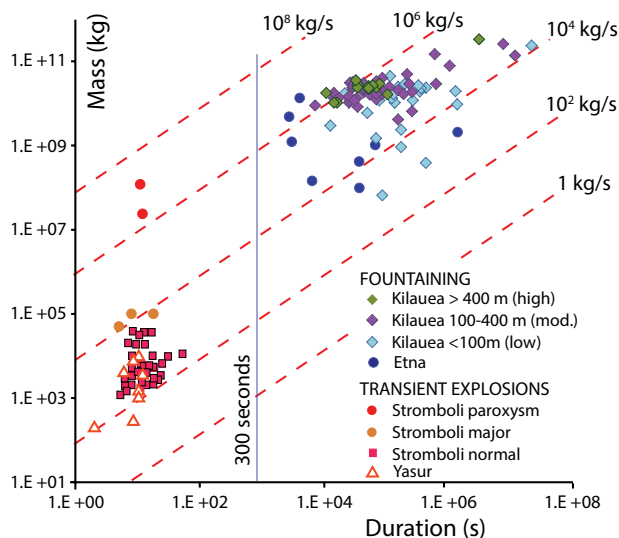 10⁸ kg/s
10⁶ kg/s
10⁴ kg/s
10² kg/s
1 kg/s
Mass (kg)
1.E +11
1.E +09
1.E +07
1.E +05
1.E +03
1.E +01
300 seconds
FOUNTAINING
Kilauea > 400 m (high)
Kilauea 100-400 m (mod.)
Kilauea <100m (low)
Etna
TRANSIENT EXPLOSIONS
Stromboli paroxysm
Stromboli major
Stromboli normal
Yasur
1.E + 00
1.E + 02
1.E + 04
1.E + 06
1.E + 08
Duration (s)